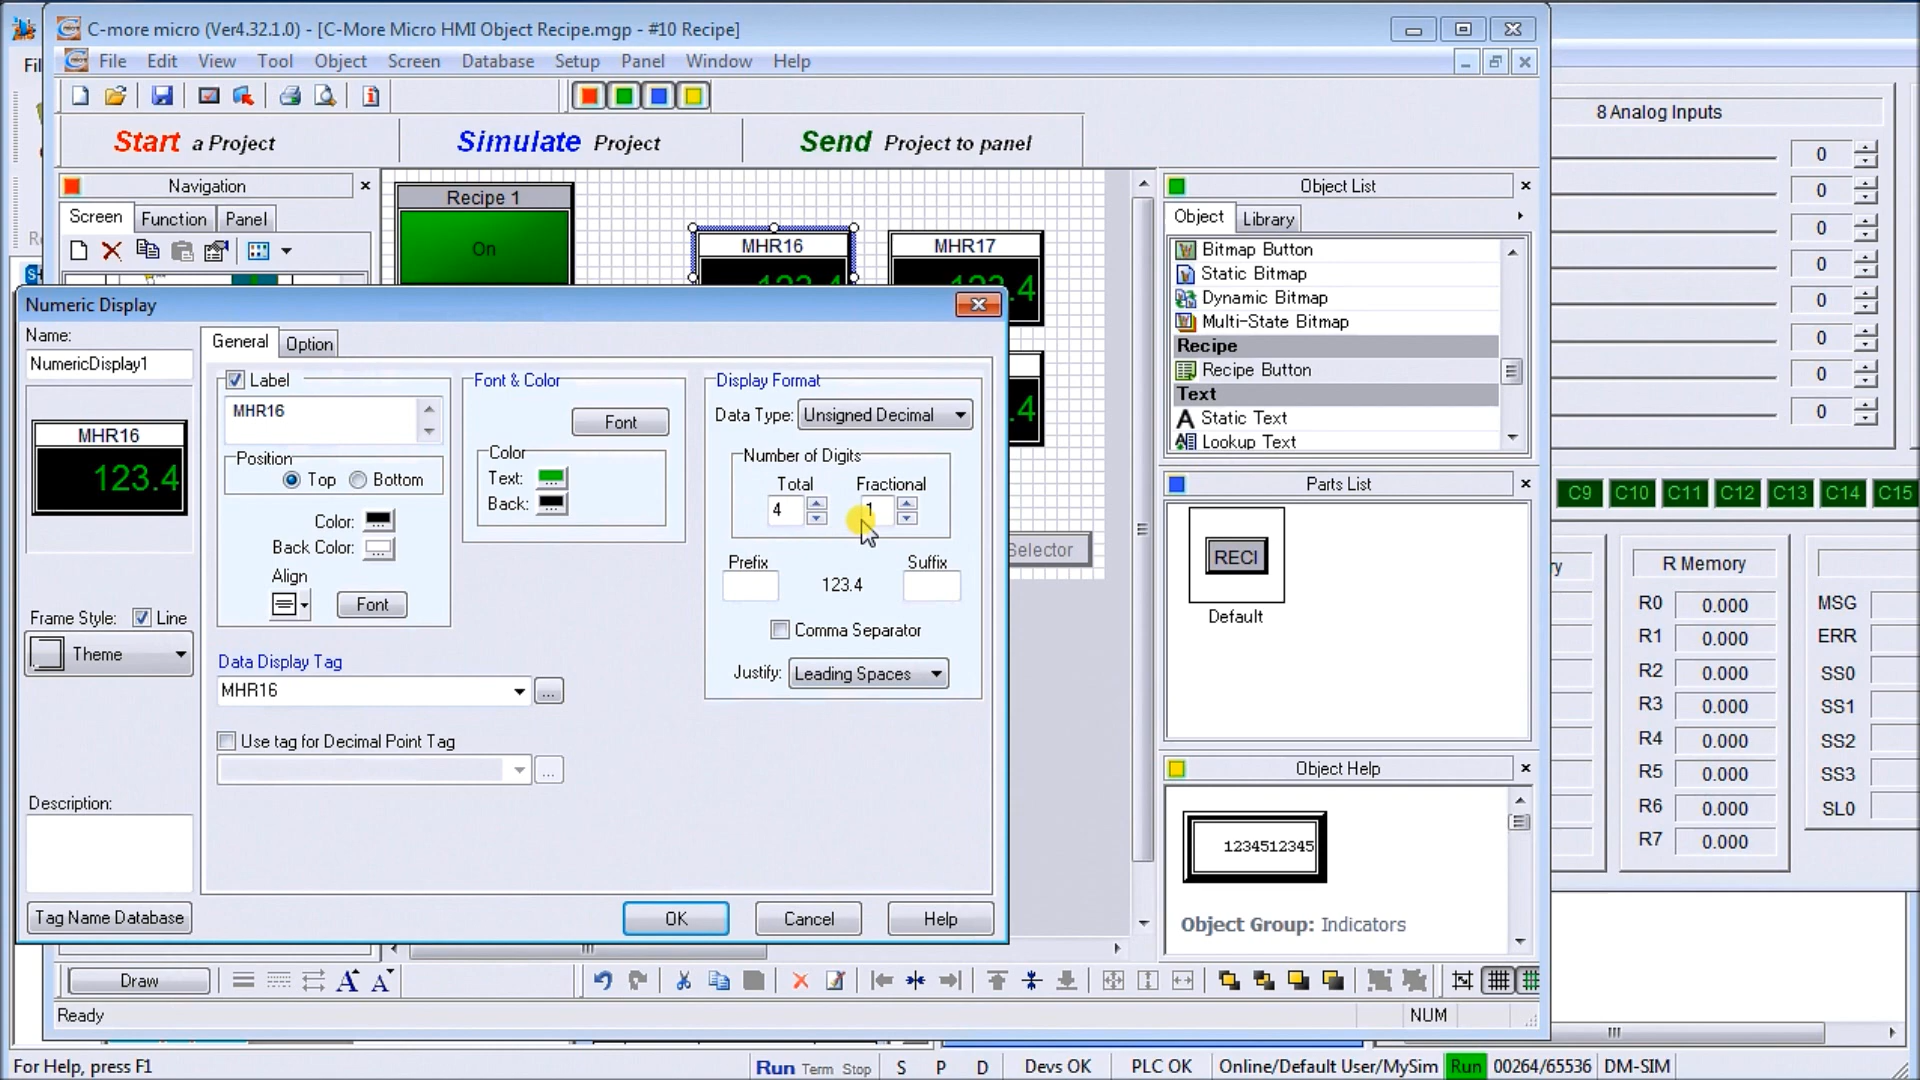 C-more micro (Ver4.32.1.0) - [C-More Micro HMI Object Recipe.mgp - #10 Recipe]
Fil
File Edit View Tool Object Screen Database Setup Panel Window Help
Start a Project
Simulate Project
Send Project to panel
8 Analog Inputs
0
0
0
0
0
0
0
0
Navigation
Screen Function Panel
Recipe 1
On
MHR16
123.4
MHR17
.4
.4
Selector
Object List
Object Library
Bitmap Button
Static Bitmap
Dynamic Bitmap
Multi-State Bitmap
Recipe
Recipe Button
Text
Static Text
Lookup Text
Parts List
RECI
Default
Object Help
1234512345
Object Group: Indicators
Numeric Display
Name:
NumericDisplay1
MHR16
123.4
Frame Style: Line
Theme
Description:
Tag Name Database
General Option
Label
MHR16
Position
Top Bottom
Color:
Back Color:
Align
Font
Font & Color
Font
Color
Text:
Back:
Display Format
Data Type: Unsigned Decimal
Number of Digits
Total Fractional
4 1
Prefix Suffix
123.4
Comma Separator
Justify: Leading Spaces
Data Display Tag
MHR16
...
Use tag for Decimal Point Tag
...
OK Cancel Help
C9 C10 C11 C12 C13 C14 C15
ry
R Memory
R0 0.000
R1 0.000
R2 0.000
R3 0.000
R4 0.000
R5 0.000
R6 0.000
R7 0.000
MSG
ERR
SS0
SS1
SS2
SS3
SL0
Draw
A A
Ready
NUM
For Help, press F1
Run Term Stop
S P D
Devs OK
PLC OK
Online/Default User/MySim
Run
00264/65536
DM-SIM